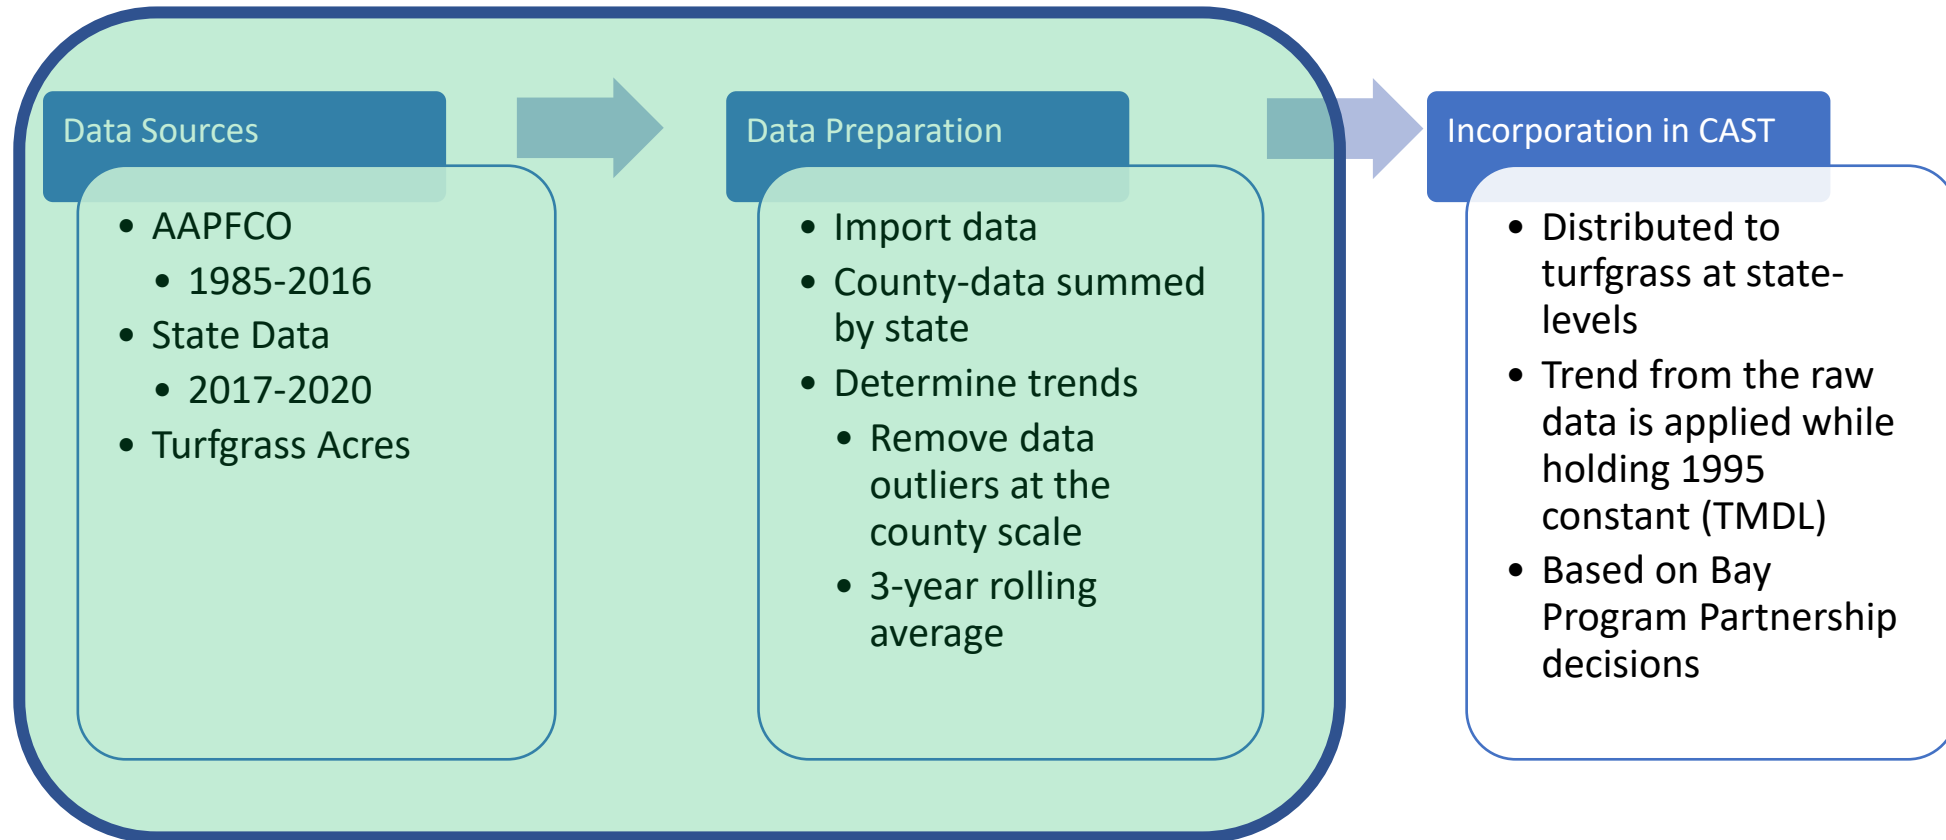 Data Sources
• AAPFCO
• 1985-2016
• State Data
• 2017-2020
• Turfgrass Acres
Data Preparation
• Import data
• County-data summed
by state
• Determine trends
• Remove data
outliers at the
county scale
• 3-year rolling
average
Incorporation in CAST
• Distributed to
turfgrass at state-
levels
• Trend from the raw
data is applied while
holding 1995
constant (TMDL)
• Based on Bay
Program Partnership
decisions